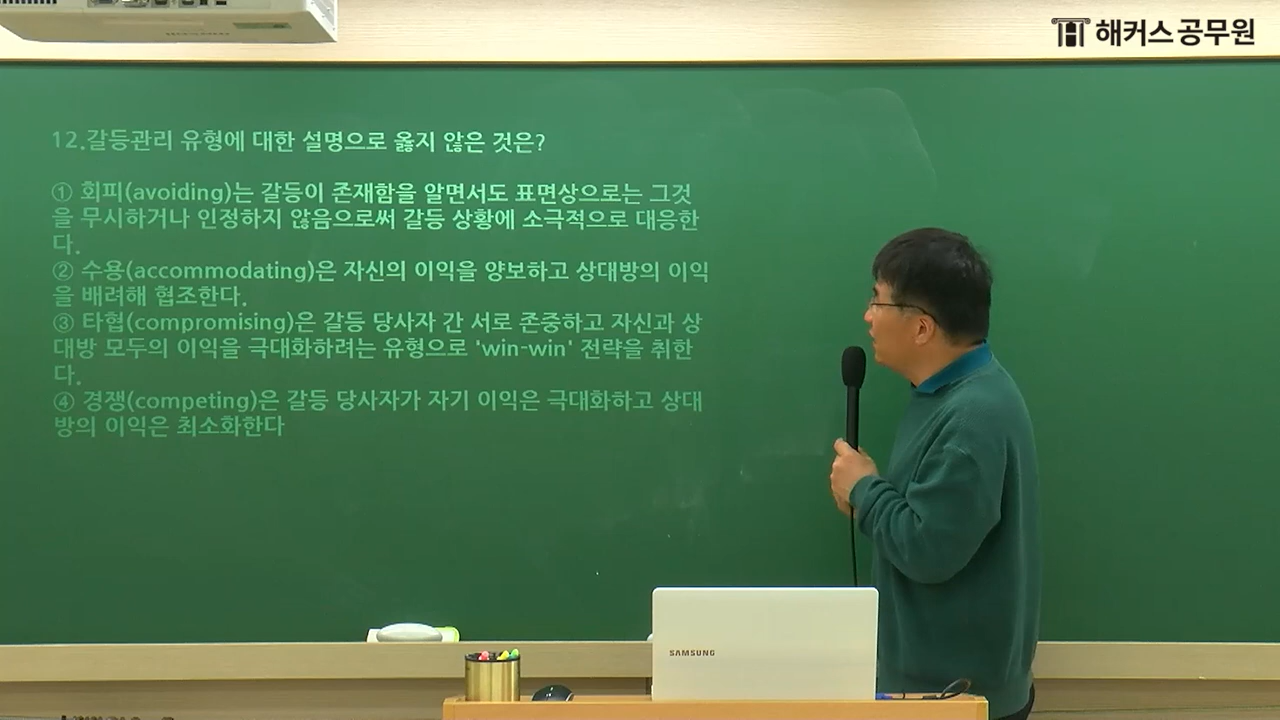 해커스공무원
12.갈등관리 유형에 대한 설명으로 옳지 않은 것은?
① 회피(avoiding)는 갈등이 존재함을 알면서도 표면상으로는 그것
을 무시하거나 인정하지 않음으로써 갈등 상황에 소극적으로 대응한
다.
② 수용(accommodating)은 자신의 이익을 양보하고 상대방의 이익
을 배려해 협조한다.
③ 타협(compromising)은 갈등 당사자 간 서로 존중하고 자신과 상
대방 모두의 이익을 극대화하려는 유형으로 'win-win' 전략을 취한
다.
④ 경쟁(competing)은 갈등 당사자가 자기 이익은 극대화하고 상대
방의 이익은 최소화한다
SAMSUNG